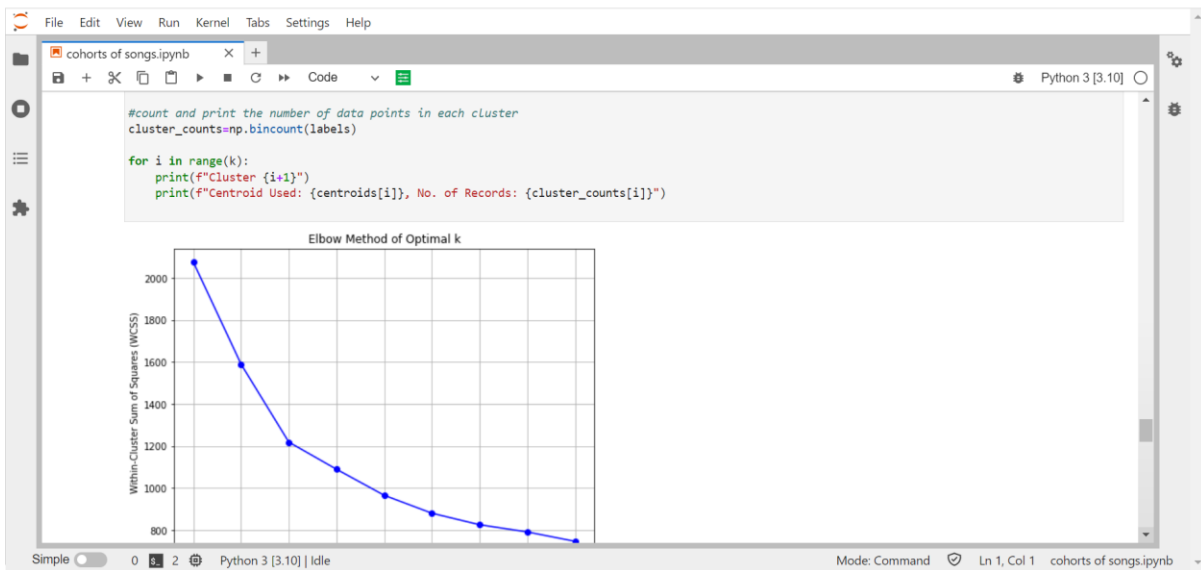 File Edit View Run Kernel Tabs Settings Help
cohorts of songs.ipynb
Code
Python 3 [3.10]
#count and print the number of data points in each cluster
cluster_counts=np.bincount(labels)
for i in range(k):
print(f"Cluster {i+1}")
print(f"Centroid Used: {centroids[i]}, No. of Records: {cluster_counts[i]}")
Elbow Method of Optimal k
Within-Cluster Sum of Squares (WCSS)
2000
1800
1600
1400
1200
1000
800
Simple 0 $_ 2 Python 3 [3.10] | Idle Mode: Command Ln 1, Col 1 cohorts of songs.ipynb